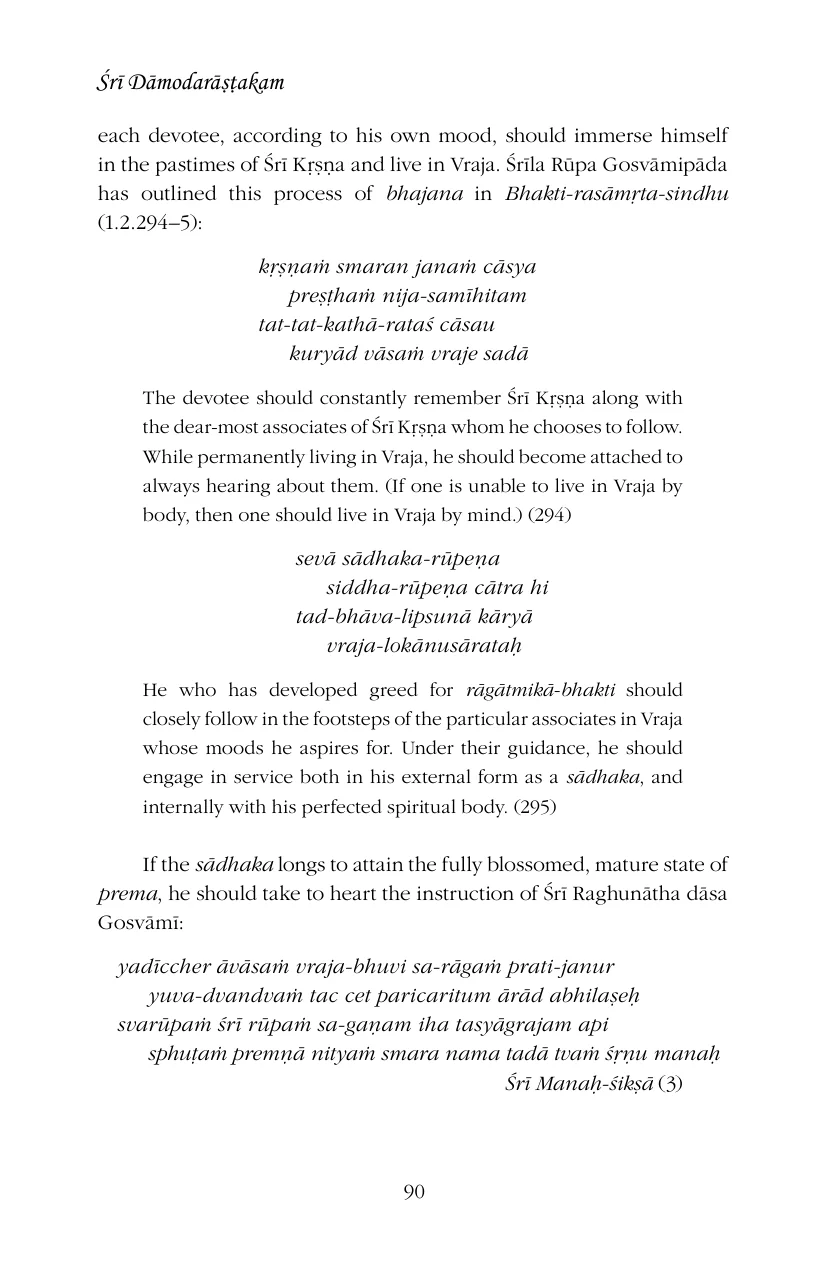 Śrī Dāmodarāṣṭakam
each devotee, according to his own mood, should immerse himself
in the pastimes of Śrī Kṛṣṇa and live in Vraja. Śrīla Rūpa Gosvāmipāda
has outlined this process of bhajana in Bhakti-rasāmṛta-sindhu
(1.2.294–5):
kṛṣṇaṁ smaran janaṁ cāsya
preṣṭhaṁ nija-samīhitam
tat-tat-kathā-rataś cāsau
kuryād vāsaṁ vraje sadā
The devotee should constantly remember Śrī Kṛṣṇa along with
the dear-most associates of Śrī Kṛṣṇa whom he chooses to follow.
While permanently living in Vraja, he should become attached to
always hearing about them. (If one is unable to live in Vraja by
body, then one should live in Vraja by mind.) (294)
sevā sādhaka-rūpeṇa
siddha-rūpeṇa cātra hi
tad-bhāva-lipsunā kāryā
vraja-lokānusārataḥ
He who has developed greed for rāgātmikā-bhakti should
closely follow in the footsteps of the particular associates in Vraja
whose moods he aspires for. Under their guidance, he should
engage in service both in his external form as a sādhaka, and
internally with his perfected spiritual body. (295)
If the sādhaka longs to attain the fully blossomed, mature state of
prema, he should take to heart the instruction of Śrī Raghunātha dāsa
Gosvāmī:
yadīccher āvāsaṁ vraja-bhuvi sa-rāgaṁ prati-janur
yuva-dvandvaṁ tac cet paricaritum ārād abhilaṣeḥ
svarūpaṁ śrī rūpaṁ sa-gaṇam iha tasyāgrajam api
sphuṭaṁ premṇā nityaṁ smara nama tadā tvaṁ śṛṇu manaḥ
Śrī Manaḥ-śikṣā (3)
90